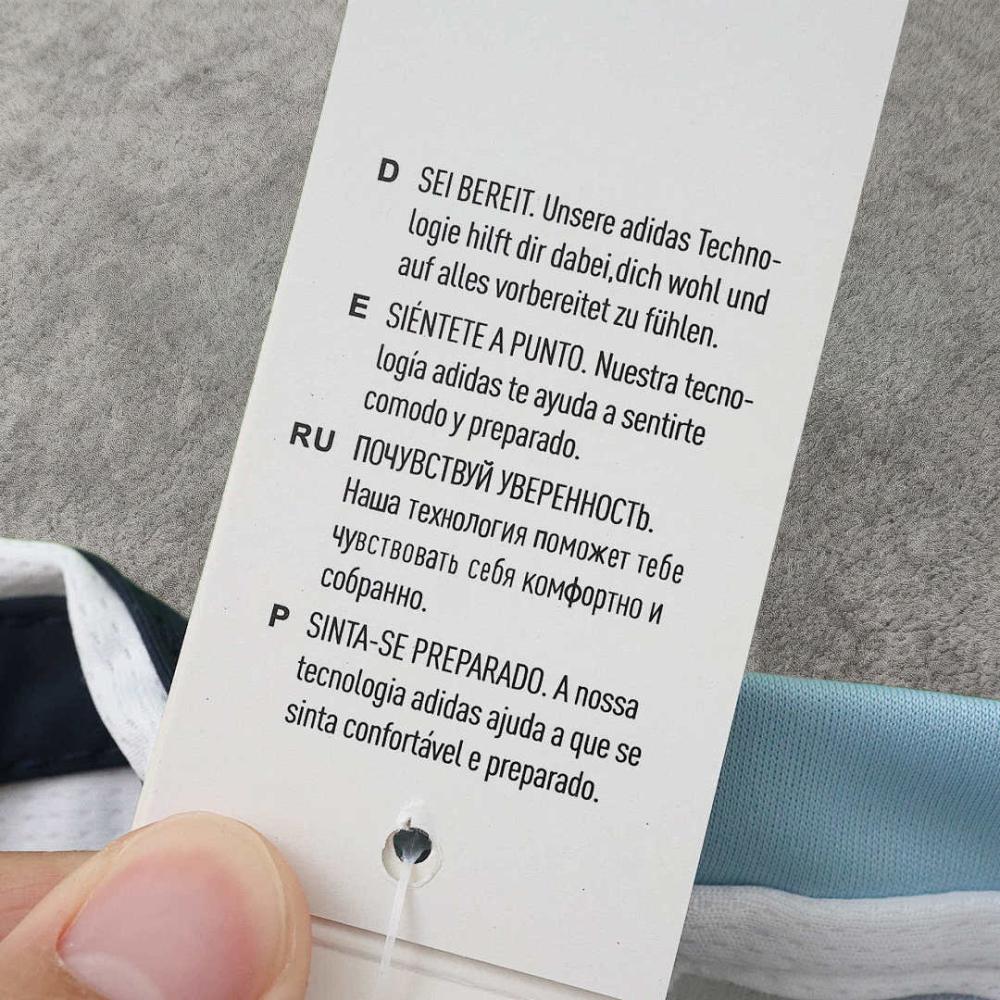 D SEI BEREIT. Unsere adidas Techno-
logie hilft dir dabei,dich wohl und
auf alles vorbereitet zu fühlen.
E SIÉNTETE A PUNTO. Nuestra tecno-
logía adidas te ayuda a sentirte
comodo y preparado.
RU ПОЧУВСТВУЙ УВЕРЕННОСТЬ.
Наша технология поможет тебе
чувствовать себя комфортно и
собранно.
P SINTA-SE PREPARADO. A nossa
tecnologia adidas ajuda a que se
sinta confortável e preparado.